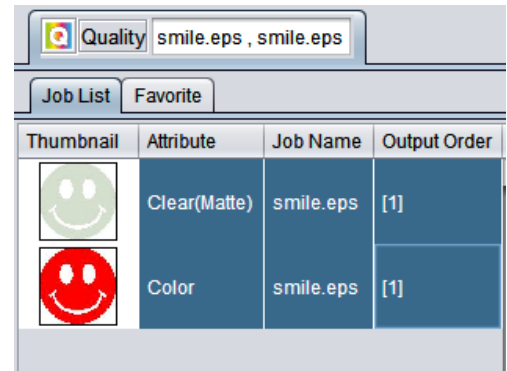 Quality smile.eps , smile.eps
Job List Favorite
Thumbnail Attribute Job Name Output Order
Clear(Matte) smile.eps [1]
Color smile.eps [1]